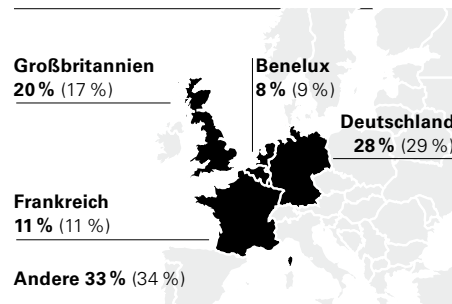 Großbritannien
20 % (17 %)
Benelux
8 % (9 %)
Deutschland
28 % (29 %)
Frankreich
11 % (11 %)
Andere 33 % (34 %)